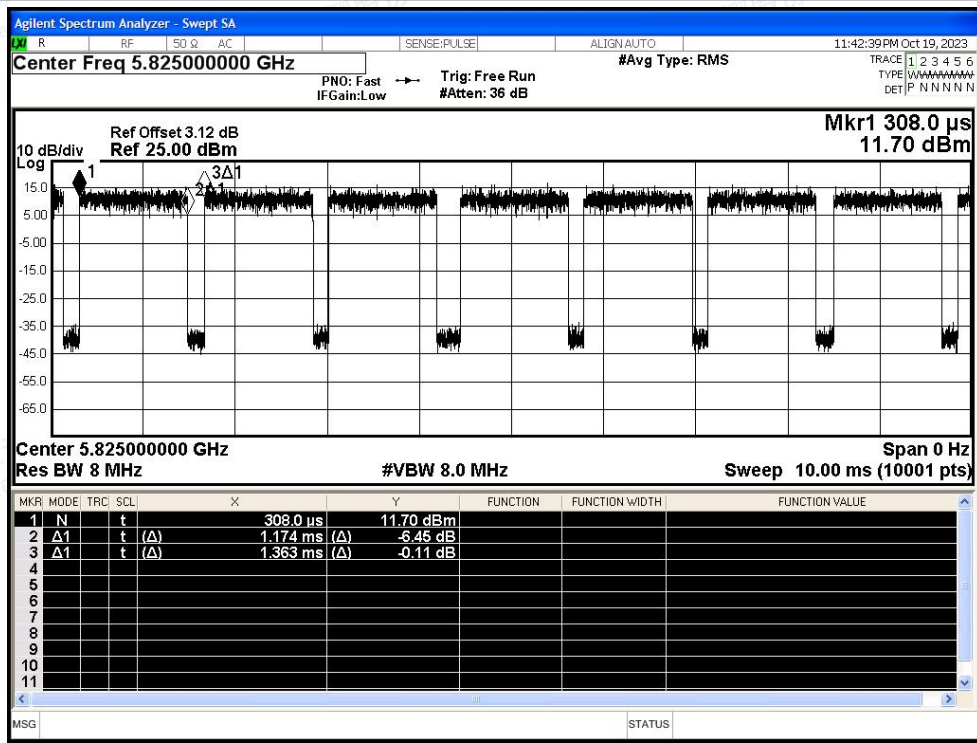 Agilent Spectrum Analyzer - Swept SA
LXI R RF 50 Ω AC SENSE:PULSE ALIGN AUTO 11:42:39 PM Oct 19, 2023
Center Freq 5.825000000 GHz #Avg Type: RMS TRACE 1 2 3 4 5 6
PNO: Fast Trig: Free Run TYPE
IFGain:Low #Atten: 36 dB DET P N N N N N
Mkr1 308.0 µs
Ref Offset 3.12 dB
10 dB/div Ref 25.00 dBm 11.70 dBm
Log
1 2Δ1 3Δ1
15.0
5.00
-5.00
-15.0
-25.0
-35.0
-45.0
-55.0
-65.0
Center 5.825000000 GHz Span 0 Hz
Res BW 8 MHz #VBW 8.0 MHz Sweep 10.00 ms (10001 pts)
MKR MODE TRC SCL X Y FUNCTION FUNCTION WIDTH FUNCTION VALUE
1 N t 308.0 µs 11.70 dBm
2 Δ1 t (Δ) 1.174 ms (Δ) -6.45 dB
3 Δ1 t (Δ) 1.363 ms (Δ) -0.11 dB
4
5
6
7
8
9
10
11
MSG STATUS